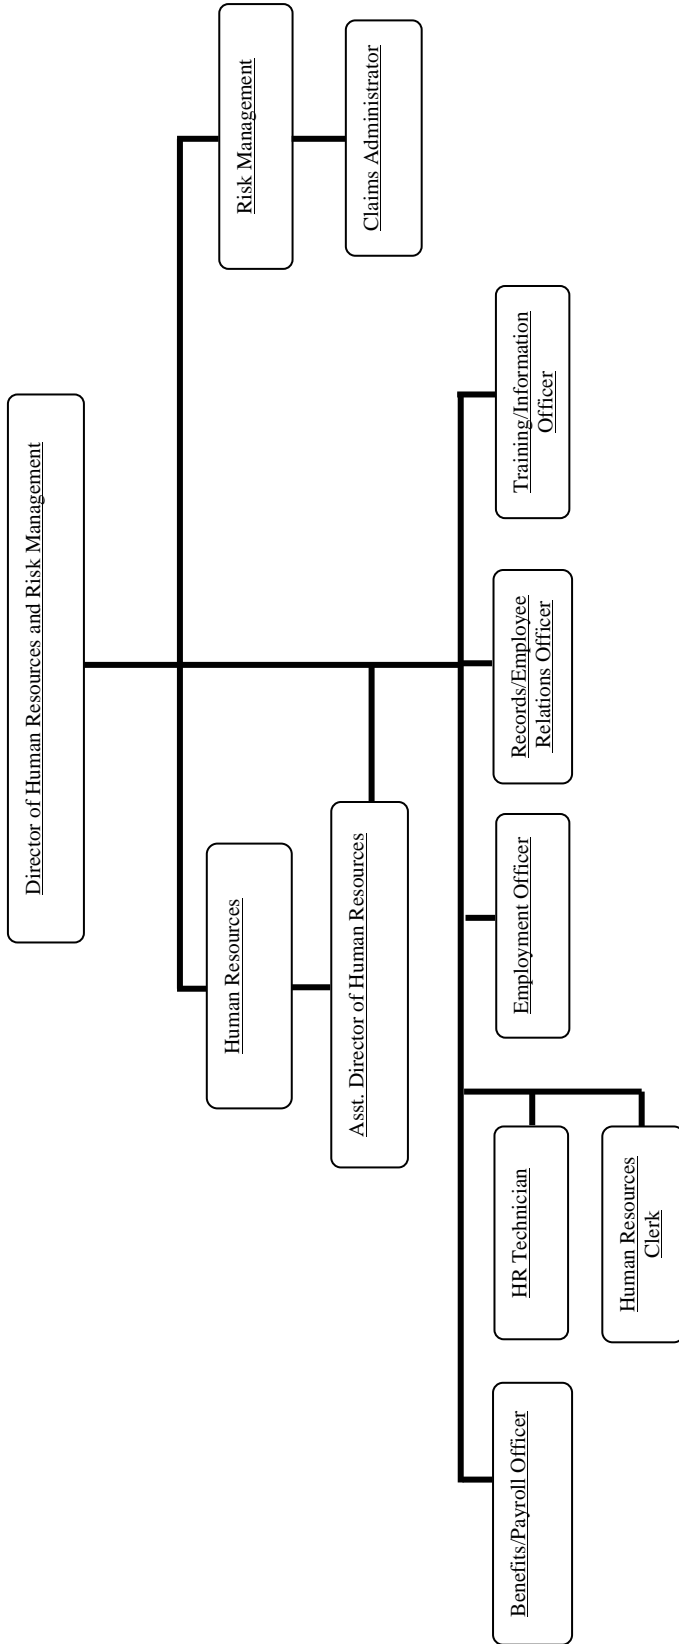 Director of Human Resources and Risk Management
Human Resources
Risk Management
Asst. Director of Human Resources
Claims Administrator
Benefits/Payroll Officer
HR Technician
Human Resources
Clerk
Employment Officer
Records/Employee
Relations Officer
Training/Information
Officer